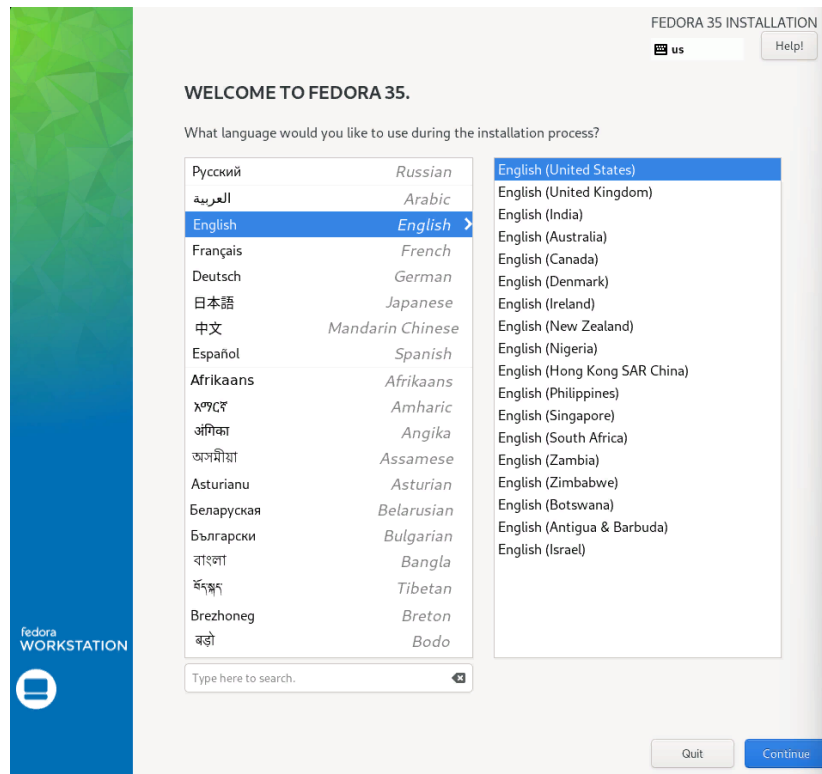 FEDORA 35 INSTALLATION
us
Help!
WELCOME TO FEDORA 35.
What language would you like to use during the installation process?
Русский Russian
العربية Arabic
English English
Français French
Deutsch German
日本語 Japanese
中文 Mandarin Chinese
Español Spanish
Afrikaans Afrikaans
አማርኛ Amharic
अंगिका Angika
অসমীয়া Assamese
Asturianu Asturian
Беларуская Belarusian
Български Bulgarian
বাংলা Bangla
བོད་སྐད་ Tibetan
Brezhoneg Breton
बड़ो Bodo
Type here to search.
English (United States)
English (United Kingdom)
English (India)
English (Australia)
English (Canada)
English (Denmark)
English (Ireland)
English (New Zealand)
English (Nigeria)
English (Hong Kong SAR China)
English (Philippines)
English (Singapore)
English (South Africa)
English (Zambia)
English (Zimbabwe)
English (Botswana)
English (Antigua & Barbuda)
English (Israel)
fedora
WORKSTATION
Quit
Continue